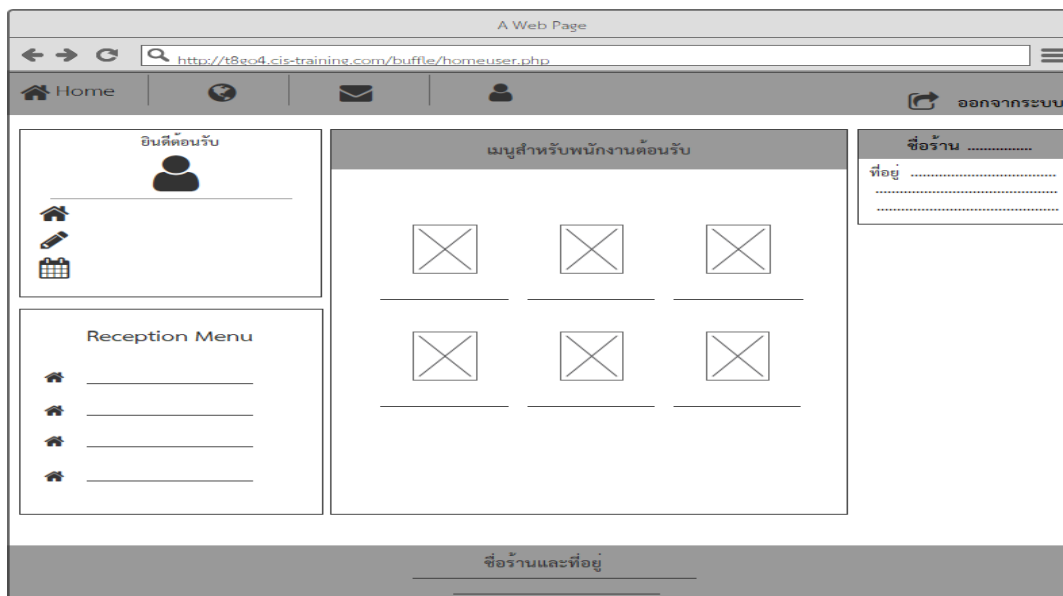 A Web Page
http://t8go4.cis-training.com/buffle/homeuser.php
Home
ออกจากระบบ
ยินดีต้อนรับ
Reception Menu
เมนูสำหรับพนักงานต้อนรับ
ชื่อร้าน ................
ที่อยู่ ....................................
.............................................
.............................................
ชื่อร้านและที่อยู่